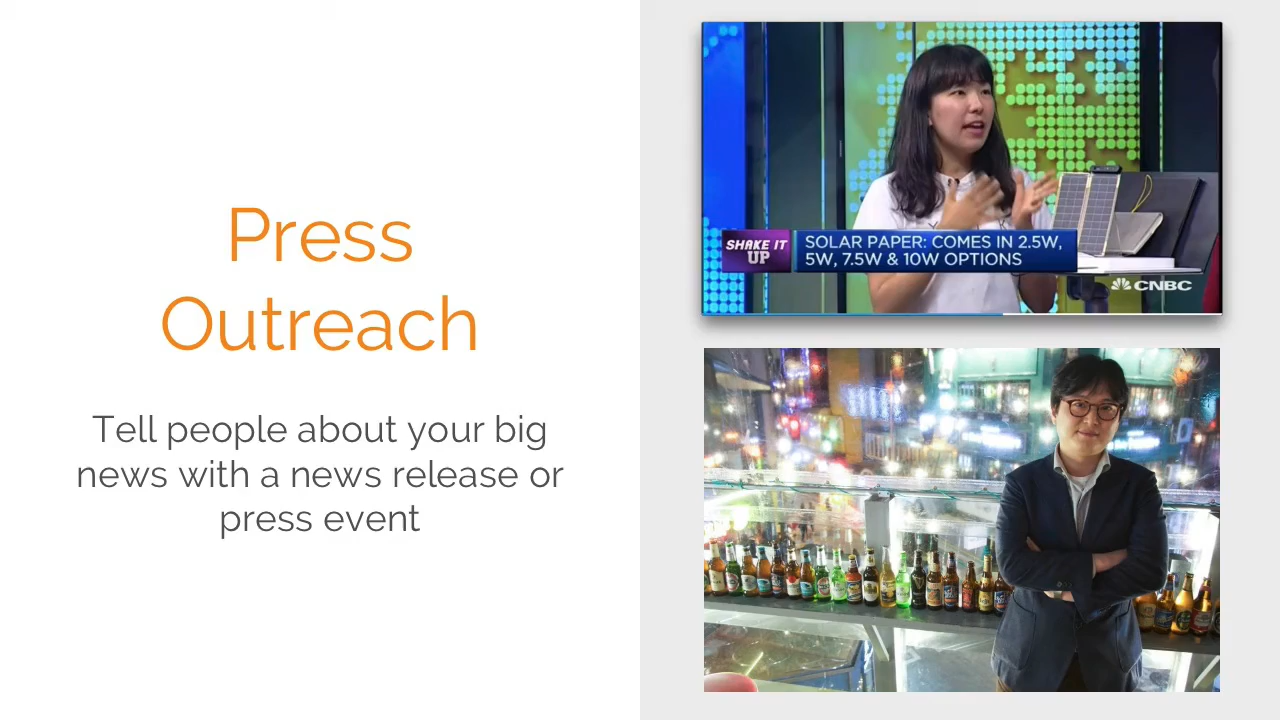 Press
Outreach
Tell people about your big
news with a news release or
press event
SHAKE IT
UP
SOLAR PAPER: COMES IN 2.5W,
5W, 7.5W & 10W OPTIONS
CNBC